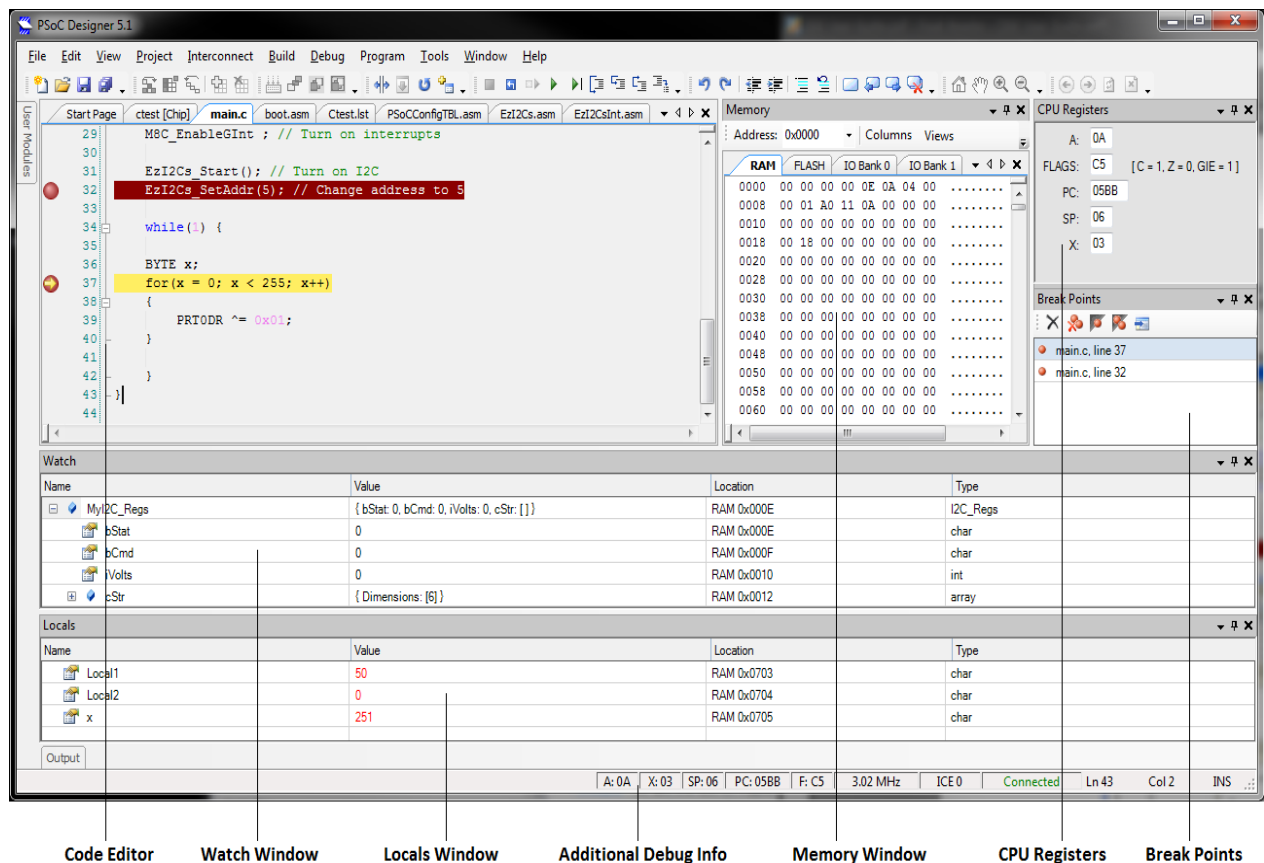 PSoC Designer 5.1
File Edit View Project Interconnect Build Debug Program Tools Window Help
User Modules
Start Page ctest [Chip] main.c boot.asm Ctest.lst PSoCConfigTBL.asm EzI2Cs.asm EzI2CsInt.asm
29 M8C_EnableGInt ; // Turn on interrupts
30
31 EzI2Cs_Start(); // Turn on I2C
32 EzI2Cs_SetAddr(5); // Change address to 5
33
34 while(1) {
35
36 BYTE x;
37 for(x = 0; x < 255; x++)
38 {
39 PRT0DR ^= 0x01;
40 }
41
42 }
43 }
44
Memory
Address: 0x0000 Columns Views
RAM FLASH IO Bank 0 IO Bank 1
0000 00 00 00 00 0E 0A 04 00 ........
0008 00 01 A0 11 0A 00 00 00 ........
0010 00 00 00 00 00 00 00 00 ........
0018 00 18 00 00 00 00 00 00 ........
0020 00 00 00 00 00 00 00 00 ........
0028 00 00 00 00 00 00 00 00 ........
0030 00 00 00 00 00 00 00 00 ........
0038 00 00 00 00 00 00 00 00 ........
0040 00 00 00 00 00 00 00 00 ........
0048 00 00 00 00 00 00 00 00 ........
0050 00 00 00 00 00 00 00 00 ........
0058 00 00 00 00 00 00 00 00 ........
0060 00 00 00 00 00 00 00 00 ........
CPU Registers
A: 0A
FLAGS: C5 [C = 1, Z = 0, GIE = 1]
PC: 05BB
SP: 06
X: 03
Break Points
main.c, line 37
main.c, line 32
Watch
Name Value Location Type
MyI2C_Regs { bStat: 0, bCmd: 0, iVolts: 0, cStr: [ ] } RAM 0x000E I2C_Regs
bStat 0 RAM 0x000E char
bCmd 0 RAM 0x000F char
iVolts 0 RAM 0x0010 int
cStr { Dimensions: [6] } RAM 0x0012 array
Locals
Name Value Location Type
Local1 50 RAM 0x0703 char
Local2 0 RAM 0x0704 char
x 251 RAM 0x0705 char
Output
A: 0A X: 03 SP: 06 PC: 05BB F: C5 3.02 MHz ICE 0 Connected Ln 43 Col 2 INS
Code Editor Watch Window Locals Window Additional Debug Info Memory Window CPU Registers Break Points